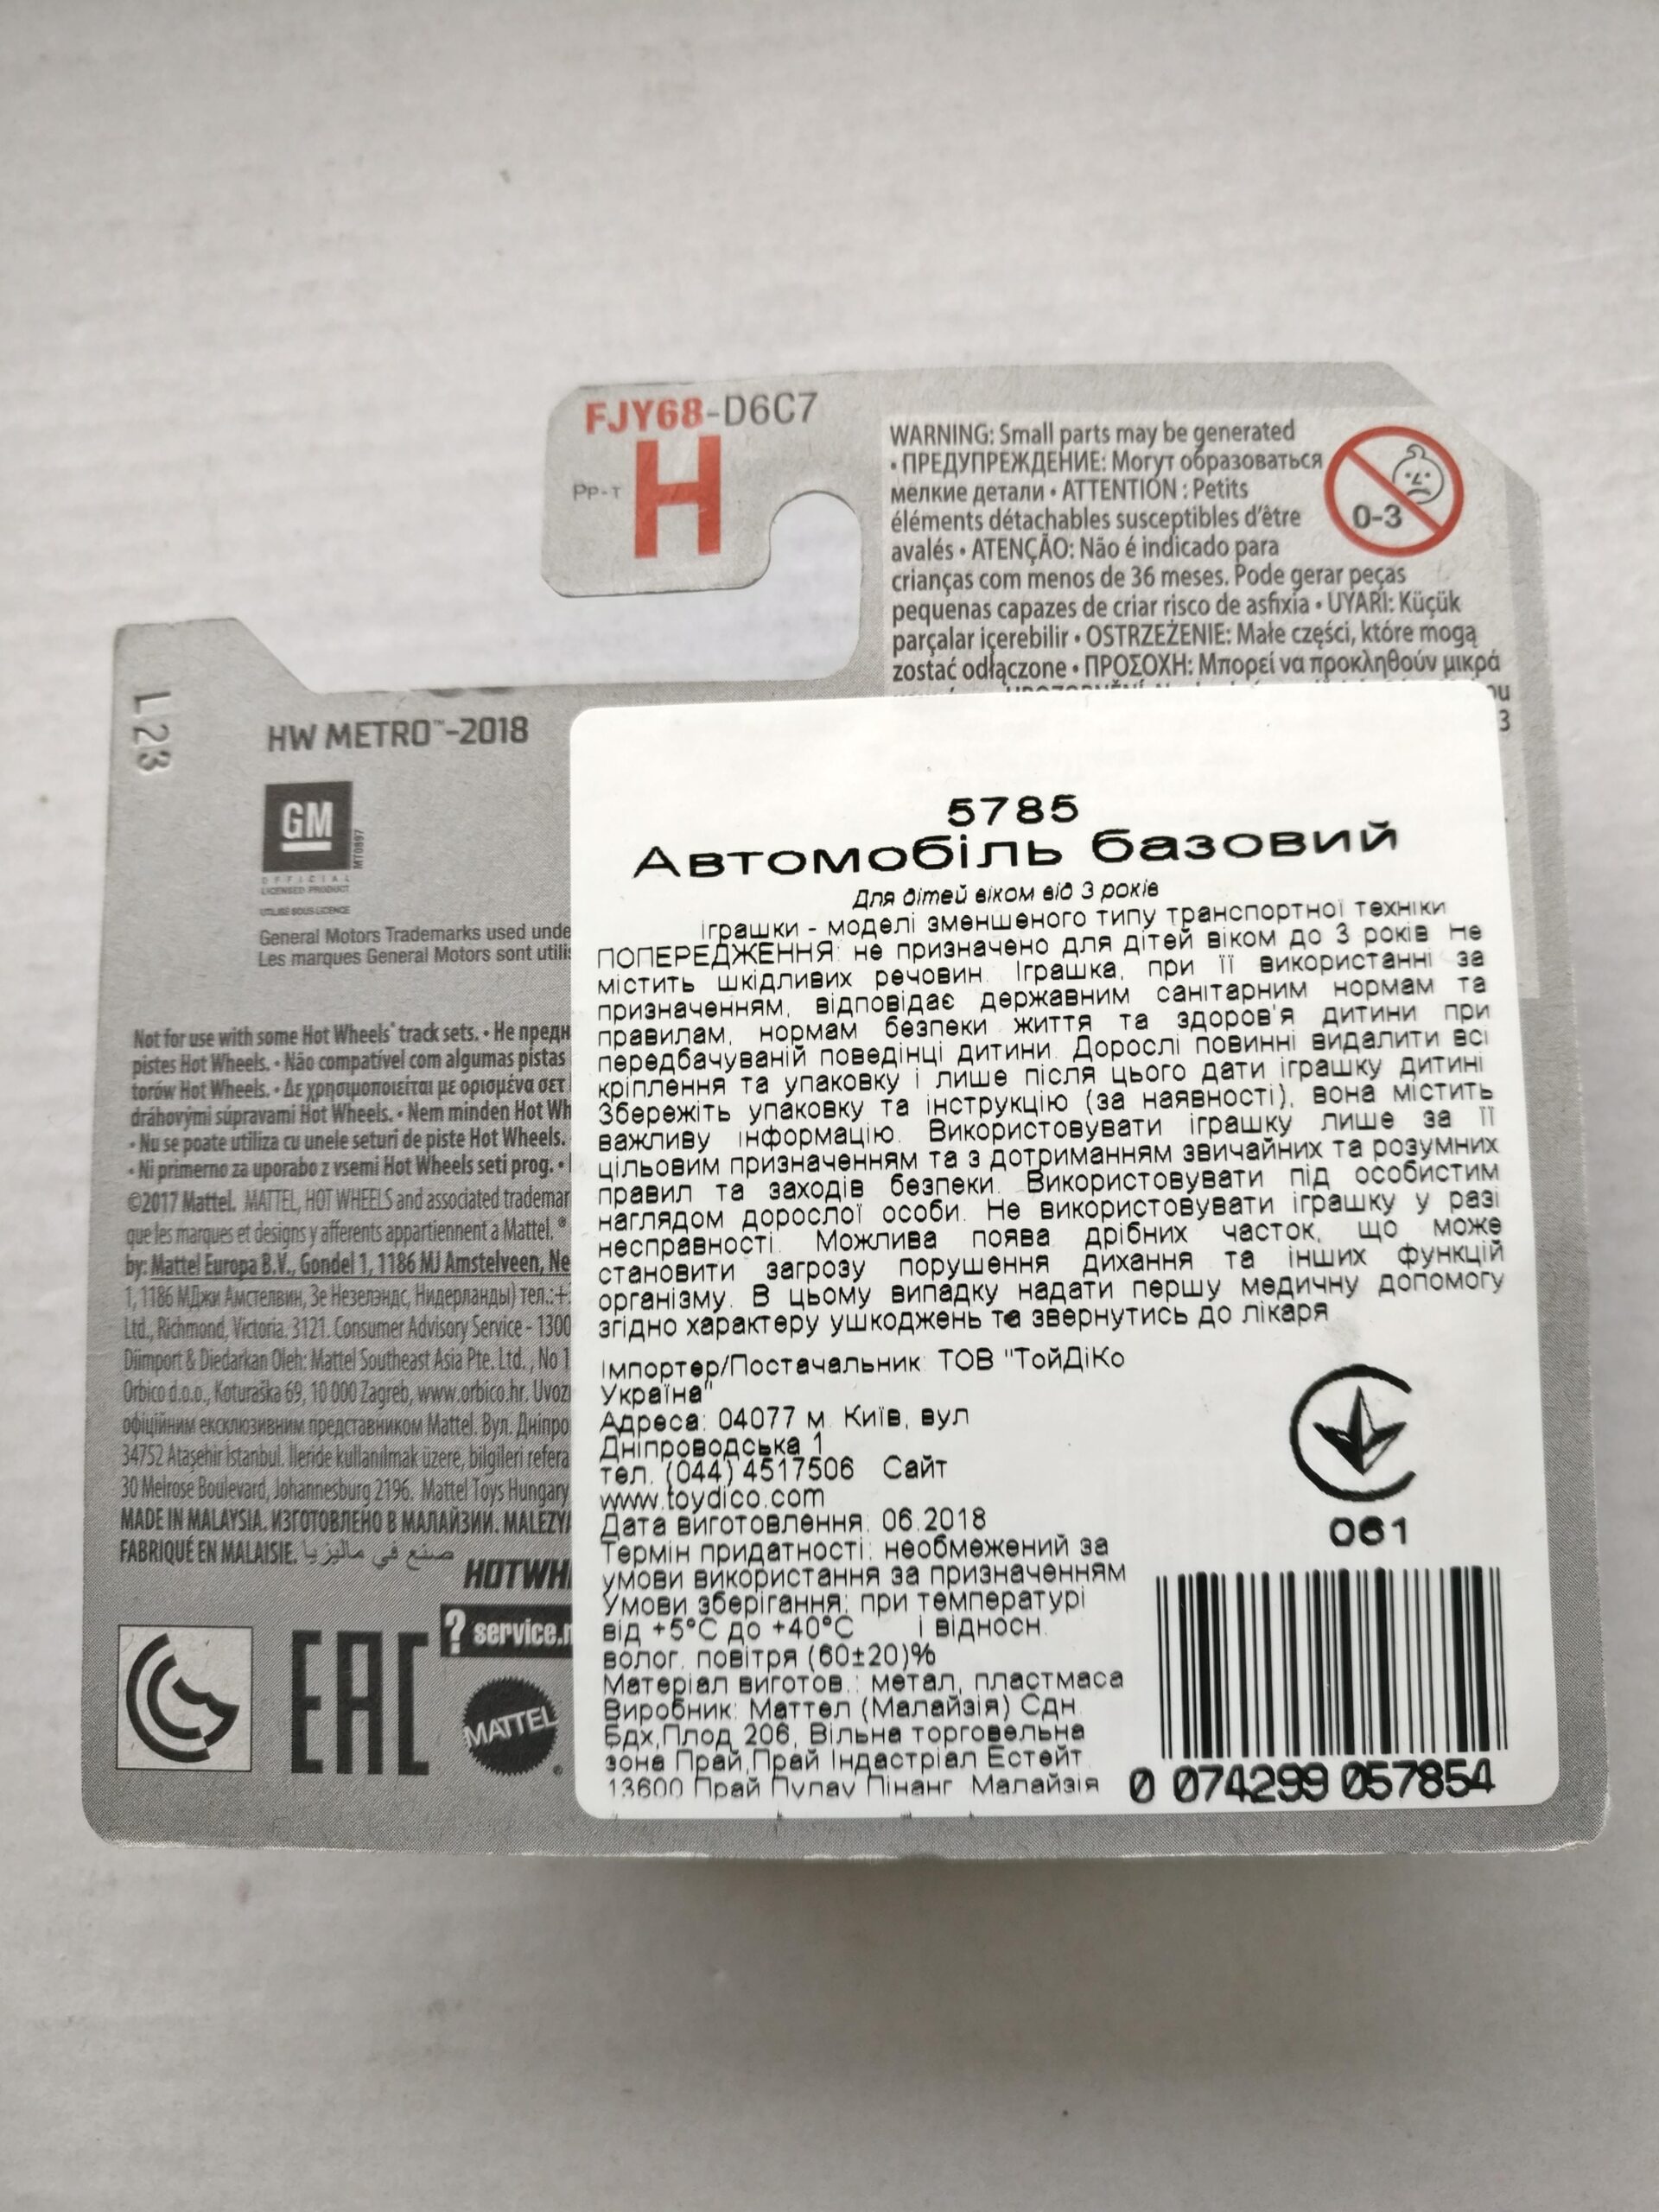 FJY68-D6C7
Pp-T
H
WARNING: Small parts may be generated
• ПРЕДУПРЕЖДЕНИЕ: Могут образоваться
мелкие детали • ATTENTION : Petits
éléments détachables susceptibles d'être
avalés • ATENÇÃO: Não é indicado para
crianças com menos de 36 meses. Pode gerar peças
pequenas capazes de criar risco de asfixia • UYARI: Küçük
parçalar içerebilir • OSTRZEŻENIE: Małe części, które mogą
zostać odłączone • ΠΡΟΣΟΧΗ: Μπορεί να προκληθούν μικρά
0-3
L 23
HW METRO™-2018
GM
MT0897
OFFICIAL
LICENSED PRODUCT
UTILISÉ SOUS LICENCE
General Motors Trademarks used unde
Les marques General Motors sont utilis
Not for use with some Hot Wheels® track sets. • Не предн
pistes Hot Wheels. • Não compatível com algumas pistas
torów Hot Wheels. • Δε χρησιμοποιείται με ορισμένα σετ
dráhovými súpravami Hot Wheels. • Nem minden Hot Wh
• Nu se poate utiliza cu unele seturi de piste Hot Wheels.
• Ni primerno za uporabo z vsemi Hot Wheels seti prog. •
©2017 Mattel. MATTEL, HOT WHEELS and associated trademar
que les marques et designs y afferents appartiennent a Mattel. ®
by: Mattel Europa B.V., Gondel 1, 1186 MJ Amstelveen, Ne
1, 1186 МДжи Амстелвин, Зе Незелэндс, Нидерланды) тел.:+
Ltd., Richmond, Victoria. 3121. Consumer Advisory Service - 1300
Diimport & Diedarkan Oleh: Mattel Southeast Asia Pte. Ltd., No 1
Orbico d.o.o., Koturaška 69, 10 000 Zagreb, www.orbico.hr. Uvoz
офіційним ексклюзивним представником Mattel. Вул. Дніпро
34752 Ataşehir İstanbul. İleride kullanılmak üzere, bilgileri refera
30 Melrose Boulevard, Johannesburg 2196. Mattel Toys Hungary
MADE IN MALAYSIA. ИЗГОТОВЛЕНО В МАЛАЙЗИИ. MALEZY
FABRIQUÉ EN MALAISIE. صنع في ماليزيا
HOTWH
? service.
EAC
MATTEL
5785
Автомобіль базовий
Для дітей віком від 3 років
Іграшки - моделі зменшеного типу транспортної техніки
ПОПЕРЕДЖЕННЯ: не призначено для дітей віком до 3 років Не
містить шкідливих речовин. Іграшка, при її використанні за
призначенням, відповідає державним санітарним нормам та
правилам, нормам безпеки життя та здоров'я дитини при
передбачуваній поведінці дитини. Дорослі повинні видалити всі
кріплення та упаковку і лише після цього дати іграшку дитині
Збережіть упаковку та інструкцію (за наявності), вона містить
важливу інформацію. Використовувати іграшку лише за її
цільовим призначенням та з дотриманням звичайних та розумних
правил та заходів безпеки. Використовувати під особистим
наглядом дорослої особи. Не використовувати іграшку у разі
несправності. Можлива поява дрібних часток, що може
становити загрозу порушення дихання та інших функцій
організму. В цьому випадку надати першу медичну допомогу
згідно характеру ушкоджень та звернутись до лікаря
Імпортер/Постачальник: ТОВ "ТойДіКо
Україна"
Адреса: 04077 м. Київ, вул
Дніпроводська 1
тел. (044) 4517506 Сайт
www.toydico.com
Дата виготовлення: 06.2018
Термін придатності: необмежений за
умови використання за призначенням
Умови зберігання: при температурі
від +5°С до +40°С і відносн.
волог. повітря (60±20)%
Матеріал виготов.: метал, пластмаса
Виробник: Маттел (Малайзія) Сдн
Бдх,Плод 206, Вільна торговельна
зона Прай,Прай Індастріал Естейт
13600 Прай Пулау Пінанг Малайзія
061
0 074299 057854